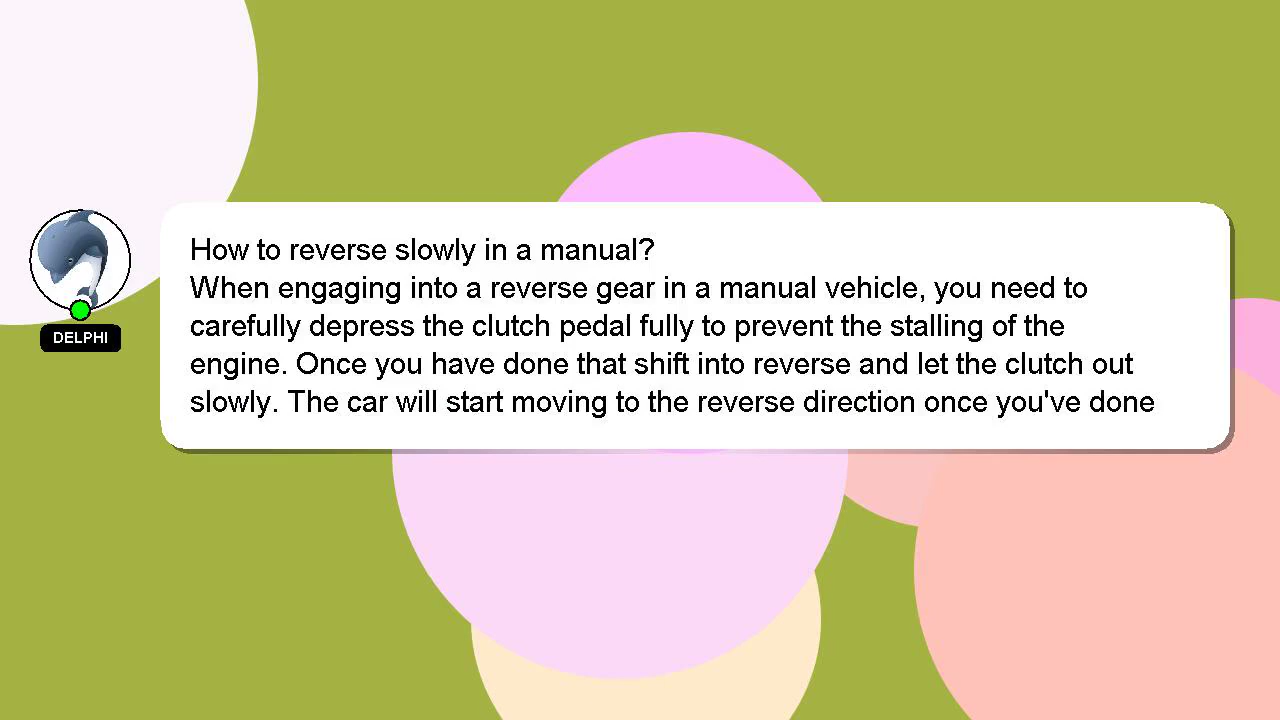 How to reverse slowly in a manual?
When engaging into a reverse gear in a manual vehicle, you need to
carefully depress the clutch pedal fully to prevent the stalling of the
engine. Once you have done that shift into reverse and let the clutch out
slowly. The car will start moving to the reverse direction once you've done
DELPHI